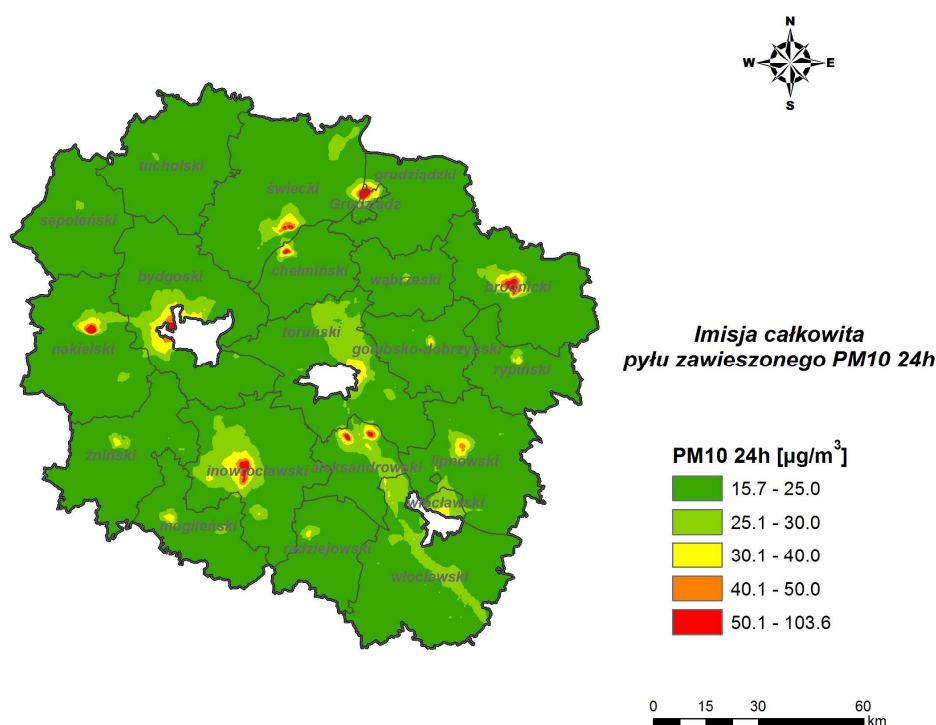 N
W E
S
tucholski
grodziądzki
świecki
Grudziądz
sępoleński
chełmiński
bydgoski
wąbrzeski
brodnicki
toruński
nakielski
golubsko-dobrzyński
rypiński
żniński
inowrocławski
aleksandrowski
lipnowski
włocławski
mogileński
radziejowski
włocławski
Imisja całkowita
pyłu zawieszonego PM10 24h
PM10 24h [µg/m³]
15.7 - 25.0
25.1 - 30.0
30.1 - 40.0
40.1 - 50.0
50.1 - 103.6
0 15 30 60
km